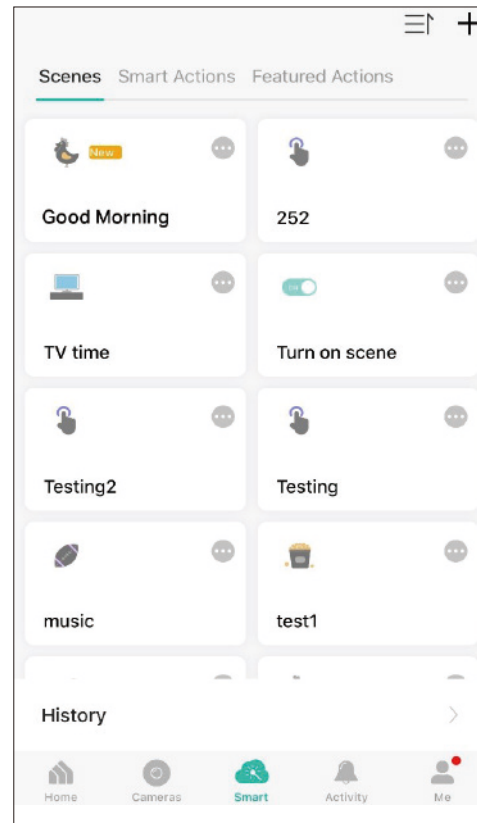 Scenes Smart Actions Featured Actions
New
Good Morning
252
TV time
ON
Turn on scene
Testing2
Testing
music
test1
History
Home Cameras Smart Activity Me